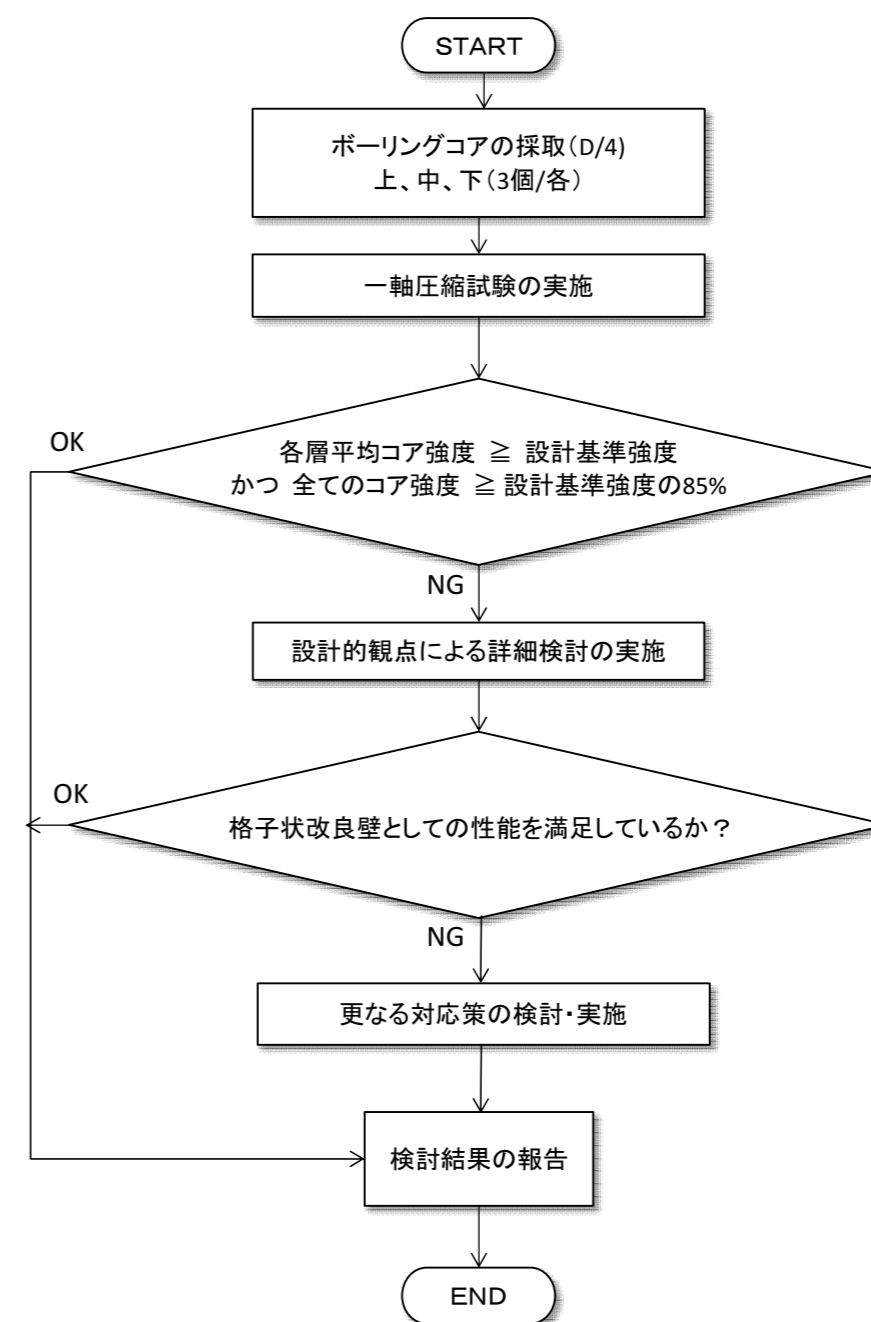 START
ボーリングコアの採取(D/4)
上、中、下(3個/各)
一軸圧縮試験の実施
OK
各層平均コア強度 ≧ 設計基準強度
かつ 全てのコア強度 ≧ 設計基準強度の85%
NG
設計的観点による詳細検討の実施
OK
格子状改良壁としての性能を満足しているか？
NG
更なる対応策の検討・実施
検討結果の報告
END